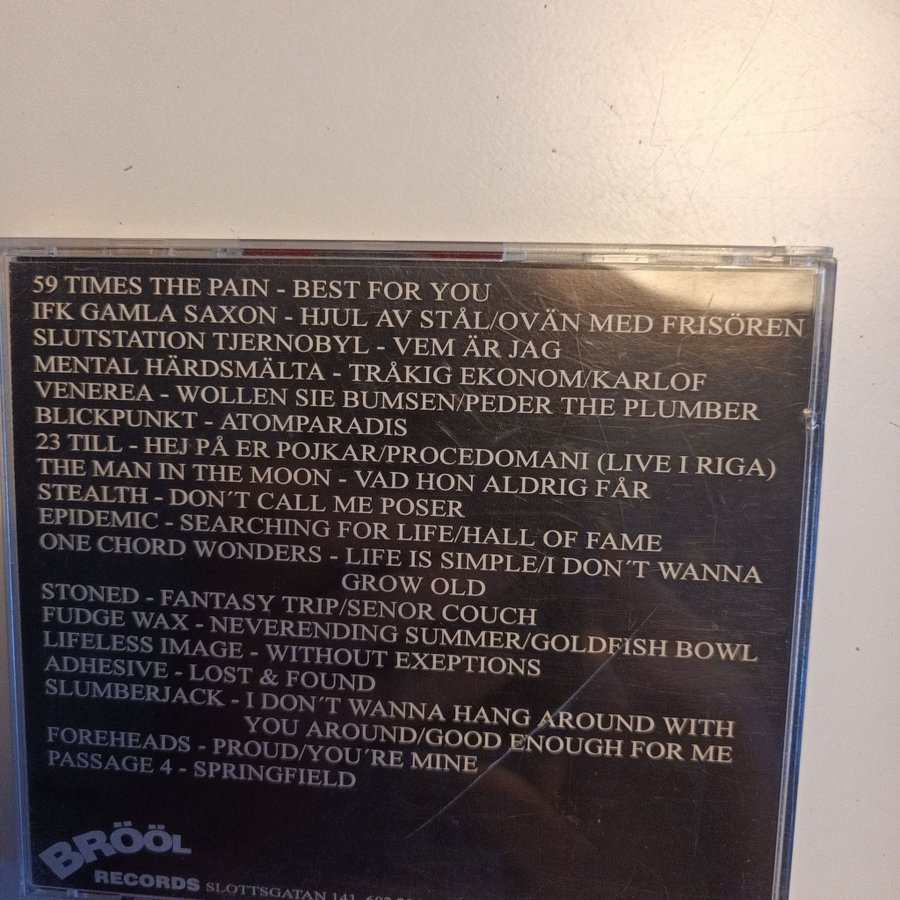 59 TIMES THE PAIN - BEST FOR YOU
IFK GAMLA SAXON - HJUL AV STÅL/OVÄN MED FRISÖREN
SLUTSTATION TJERNOBYL - VEM ÄR JAG
MENTAL HÄRDSMÄLTA - TRÅKIG EKONOM/KARLOF
VENEREA - WOLLEN SIE BUMSEN/PEDER THE PLUMBER
BLICKPUNKT - ATOMPARADIS
23 TILL - HEJ PÅ ER POJKAR/PROCEDOMANI (LIVE I RIGA)
THE MAN IN THE MOON - VAD HON ALDRIG FÅR
STEALTH - DON´T CALL ME POSER
EPIDEMIC - SEARCHING FOR LIFE/HALL OF FAME
ONE CHORD WONDERS - LIFE IS SIMPLE/I DON´T WANNA
GROW OLD
STONED - FANTASY TRIP/SENOR COUCH
FUDGE WAX - NEVERENDING SUMMER/GOLDFISH BOWL
LIFELESS IMAGE - WITHOUT EXEPTIONS
ADHESIVE - LOST & FOUND
SLUMBERJACK - I DON´T WANNA HANG AROUND WITH
YOU AROUND/GOOD ENOUGH FOR ME
FOREHEADS - PROUD/YOU´RE MINE
PASSAGE 4 - SPRINGFIELD
BRÖÖL
RECORDS SLOTTSGATAN 141